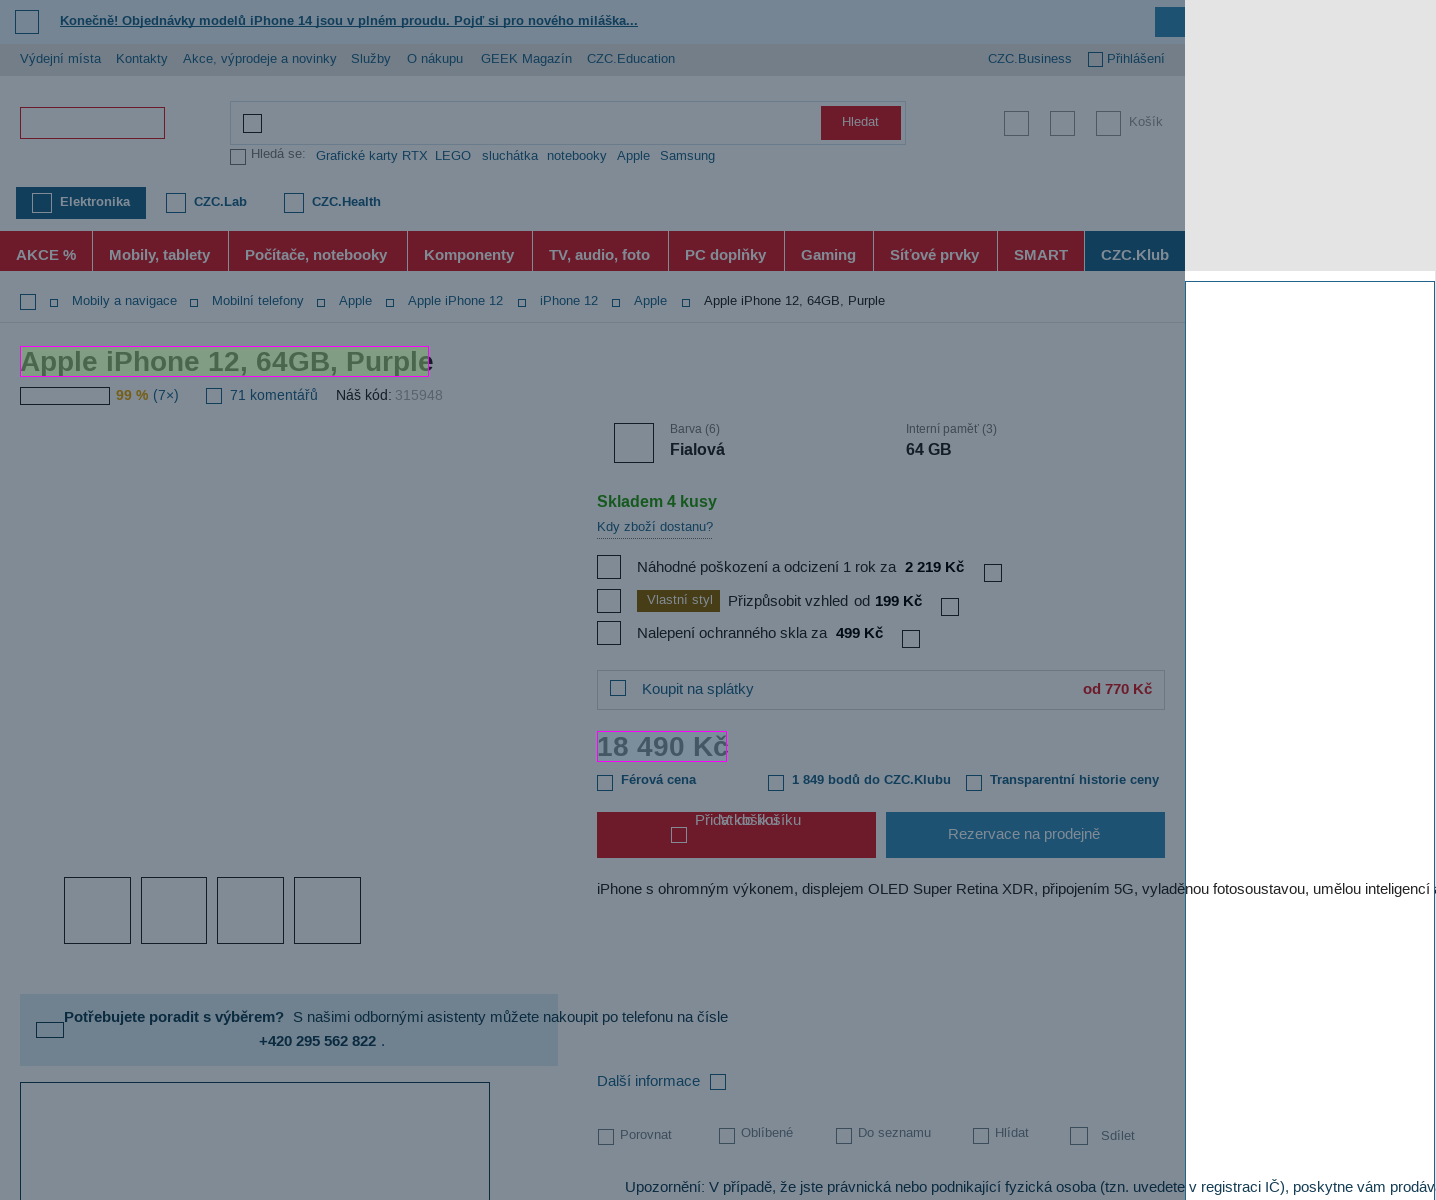 Konečně! Objednávky modelů iPhone 14 jsou v plném proudu. Pojď si pro nového miláška...
Výdejní místa Kontakty Akce, výprodeje a novinky Služby O nákupu GEEK Magazín CZC.Education CZC.Business Přihlášení
Hledat Košík
Hledá se: Grafické karty RTX LEGO sluchátka notebooky Apple Samsung
Elektronika CZC.Lab CZC.Health
AKCE % Mobily, tablety Počítače, notebooky Komponenty TV, audio, foto PC doplňky Gaming Síťové prvky SMART CZC.Klub
Mobily a navigace Mobilní telefony Apple Apple iPhone 12 iPhone 12 Apple Apple iPhone 12, 64GB, Purple
Apple iPhone 12, 64GB, Purple
99 % (7×) 71 komentářů Náš kód: 315948
Barva (6) Interní paměť (3)
Fialová 64 GB
Skladem 4 kusy
Kdy zboží dostanu?
Náhodné poškození a odcizení 1 rok za 2 219 Kč
Vlastní styl Přizpůsobit vzhled od 199 Kč
Nalepení ochranného skla za 499 Kč
Koupit na splátky od 770 Kč
18 490 Kč
Férová cena 1 849 bodů do CZC.Klubu Transparentní historie ceny
Přidat do košíku V košíku
Rezervace na prodejně
iPhone s ohromným výkonem, displejem OLED Super Retina XDR, připojením 5G, vyladěnou fotosoustavou, umělou inteligencí
Potřebujete poradit s výběrem? S našimi odbornými asistenty můžete nakoupit po telefonu na čísle
+420 295 562 822 .
Další informace
Porovnat Oblíbené Do seznamu Hlídat Sdílet
Upozornění: V případě, že jste právnická nebo podnikající fyzická osoba (tzn. uvedete v registraci IČ), poskytne vám prodáv